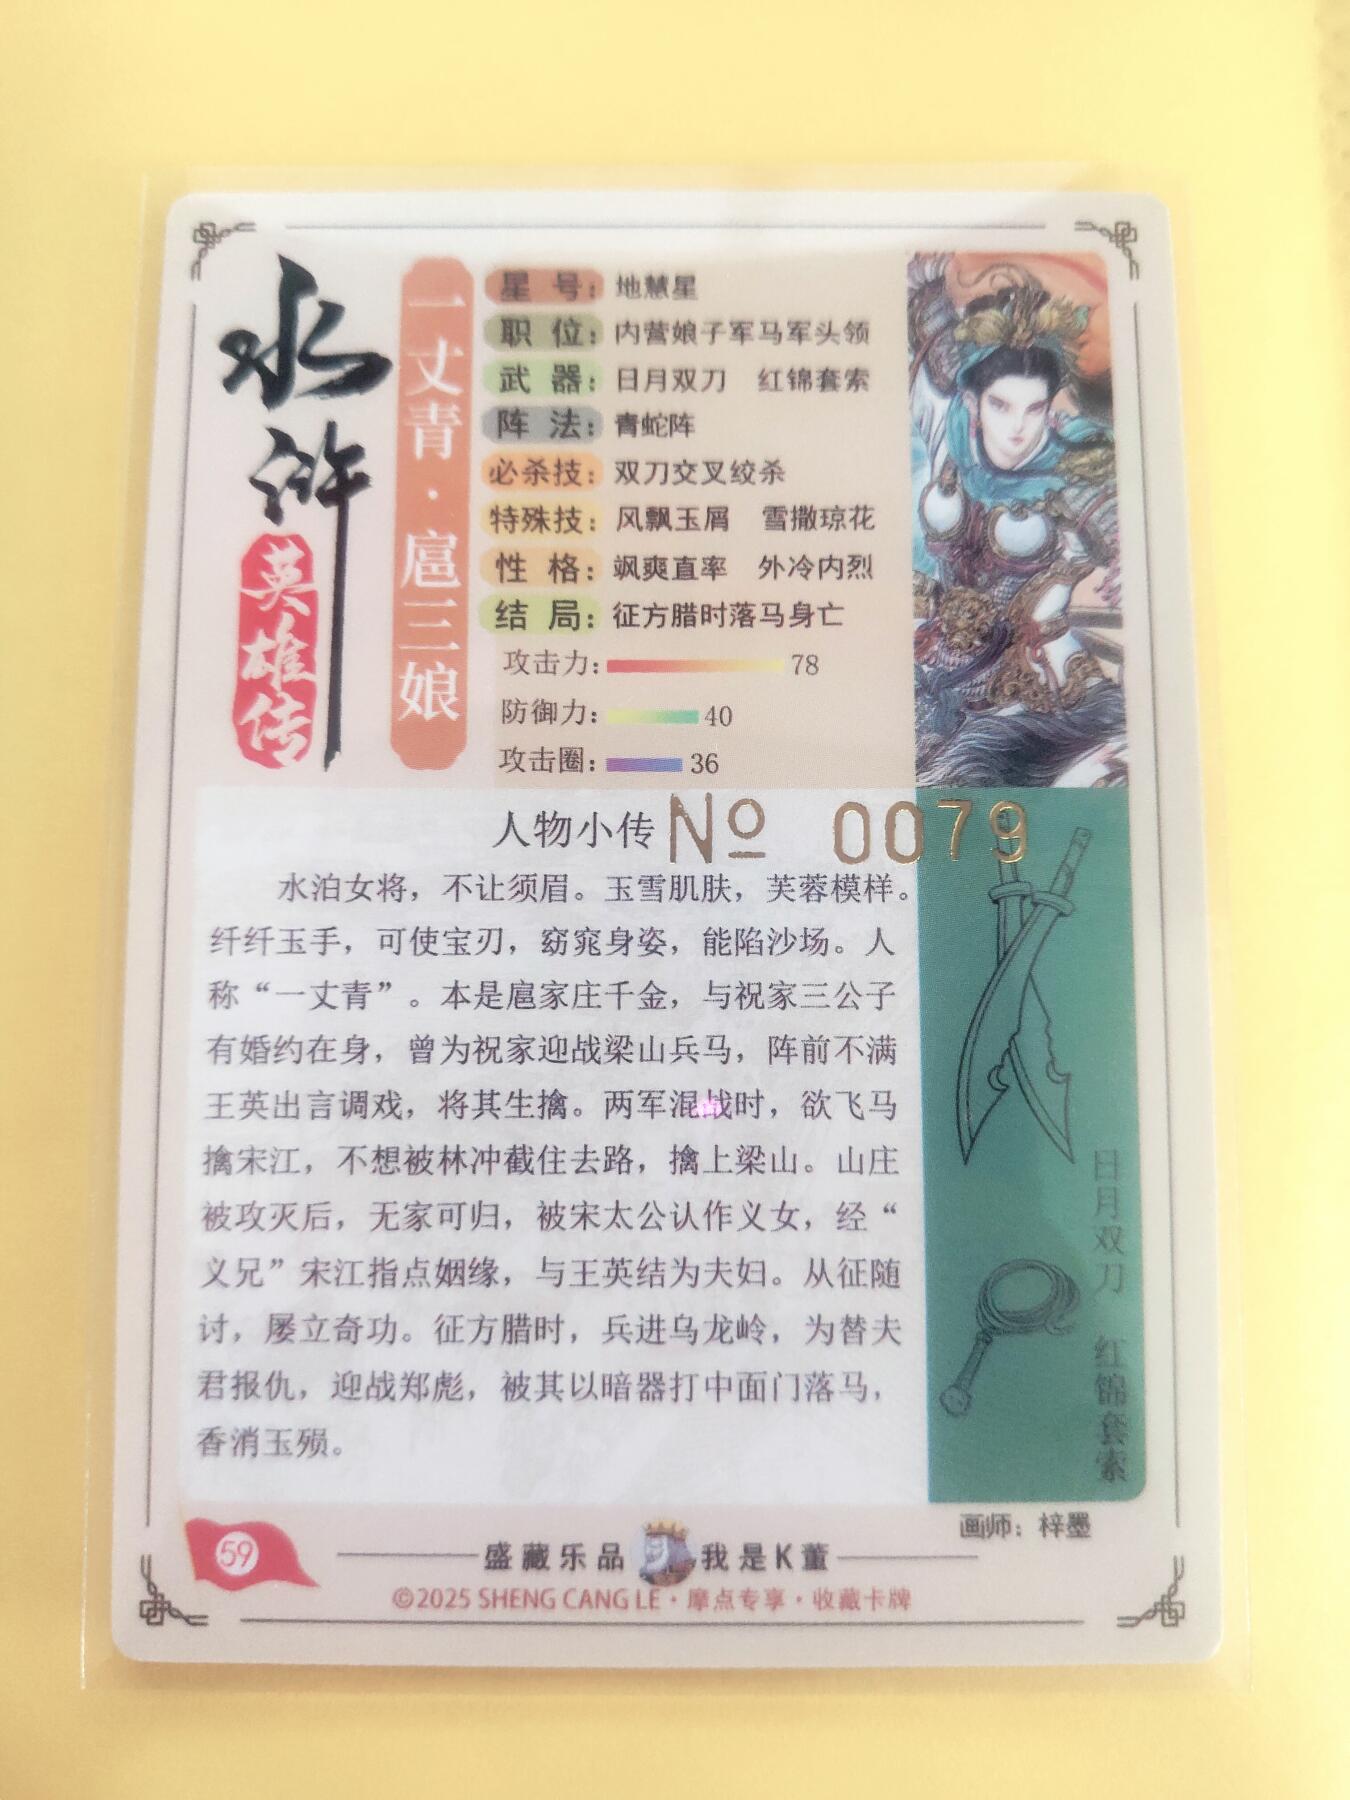 水浒
英雄传
一丈青·扈三娘
星号：地慧星
职位：内营娘子军马军头领
武器：日月双刀 红锦套索
阵法：青蛇阵
必杀技：双刀交叉绞杀
特殊技：风飘玉屑 雪撒琼花
性格：飒爽直率 外冷内烈
结局：征方腊时落马身亡
攻击力：78
防御力：40
攻击圈：36
人物小传 No 0079
水泊女将，不让须眉。玉雪肌肤，芙蓉模样。
纤纤玉手，可使宝刃，窈窕身姿，能陷沙场。人
称“一丈青”。本是扈家庄千金，与祝家三公子
有婚约在身，曾为祝家迎战梁山兵马，阵前不满
王英出言调戏，将其生擒。两军混战时，欲飞马
擒宋江，不想被林冲截住去路，擒上梁山。山庄
被攻灭后，无家可归，被宋太公认作义女，经“
义兄”宋江指点姻缘，与王英结为夫妇。从征随
讨，屡立奇功。征方腊时，兵进乌龙岭，为替夫
君报仇，迎战郑彪，被其以暗器打中面门落马，
香消玉殒。
日月双刀 红锦套索
画师：梓墨
59
盛藏乐品 我是K董
©2025 SHENG CANG LE·摩点专享·收藏卡牌